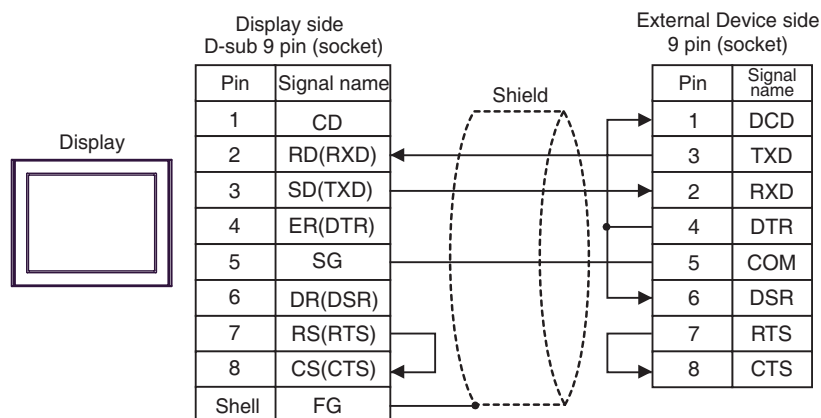 Display side
D-sub 9 pin (socket)
External Device side
9 pin (socket)
Display
Shield
Pin Signal name
1 CD
2 RD(RXD)
3 SD(TXD)
4 ER(DTR)
5 SG
6 DR(DSR)
7 RS(RTS)
8 CS(CTS)
Shell FG
Pin Signal name
1 DCD
3 TXD
2 RXD
4 DTR
5 COM
6 DSR
7 RTS
8 CTS